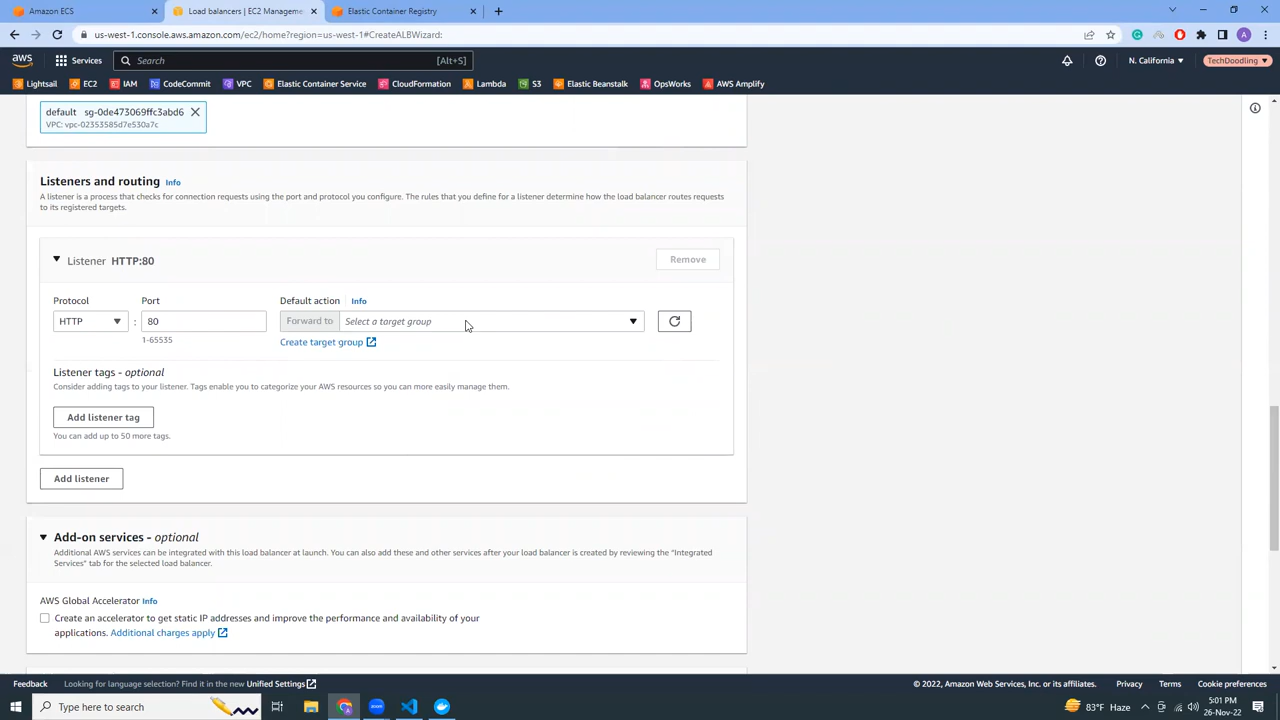 Amazon ECS
Load balancers | EC2 Manageme
Elastic Container Registry
us-west-1.console.aws.amazon.com/ec2/home?region=us-west-1#CreateALBWizard:
A
aws
Services
Search
[Alt+S]
N. California
TechDoodling
Lightsail
EC2
IAM
CodeCommit
VPC
Elastic Container Service
CloudFormation
Lambda
S3
Elastic Beanstalk
OpsWorks
AWS Amplify
default sg-0de473069ffc3abd6
VPC: vpc-02353585d7e530a7c
Listeners and routing Info
A listener is a process that checks for connection requests using the port and protocol you configure. The rules that you define for a listener determine how the load balancer routes requests
to its registered targets.
Listener HTTP:80
Remove
Protocol
Port
Default action Info
HTTP
:
80
Forward to
Select a target group
1-65535
Create target group
Listener tags - optional
Consider adding tags to your listener. Tags enable you to categorize your AWS resources so you can more easily manage them.
Add listener tag
You can add up to 50 more tags.
Add listener
Add-on services - optional
Additional AWS services can be integrated with this load balancer at launch. You can also add these and other services after your load balancer is created by reviewing the "Integrated
Services" tab for the selected load balancer.
AWS Global Accelerator Info
Create an accelerator to get static IP addresses and improve the performance and availability of your
applications. Additional charges apply
Feedback
Looking for language selection? Find it in the new Unified Settings
© 2022, Amazon Web Services, Inc. or its affiliates.
Privacy
Terms
Cookie preferences
Type here to search
83°F Haze
5:01 PM
26-Nov-22